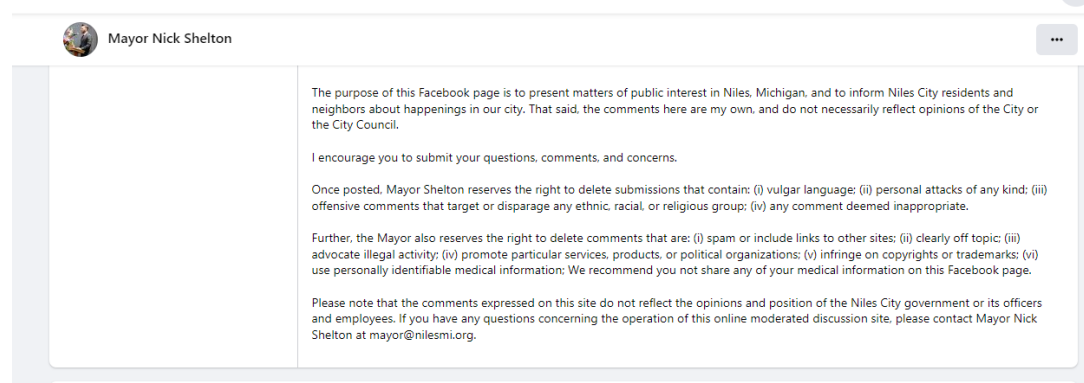 Mayor Nick Shelton
The purpose of this Facebook page is to present matters of public interest in Niles, Michigan, and to inform Niles City residents and
neighbors about happenings in our city. That said, the comments here are my own, and do not necessarily reflect opinions of the City or
the City Council.
I encourage you to submit your questions, comments, and concerns.
Once posted, Mayor Shelton reserves the right to delete submissions that contain: (i) vulgar language; (ii) personal attacks of any kind; (iii)
offensive comments that target or disparage any ethnic, racial, or religious group; (iv) any comment deemed inappropriate.
Further, the Mayor also reserves the right to delete comments that are: (i) spam or include links to other sites; (ii) clearly off topic; (iii)
advocate illegal activity; (iv) promote particular services, products, or political organizations; (v) infringe on copyrights or trademarks; (vi)
use personally identifiable medical information; We recommend you not share any of your medical information on this Facebook page.
Please note that the comments expressed on this site do not reflect the opinions and position of the Niles City government or its officers
and employees. If you have any questions concerning the operation of this online moderated discussion site, please contact Mayor Nick
Shelton at mayor@nilesmi.org.